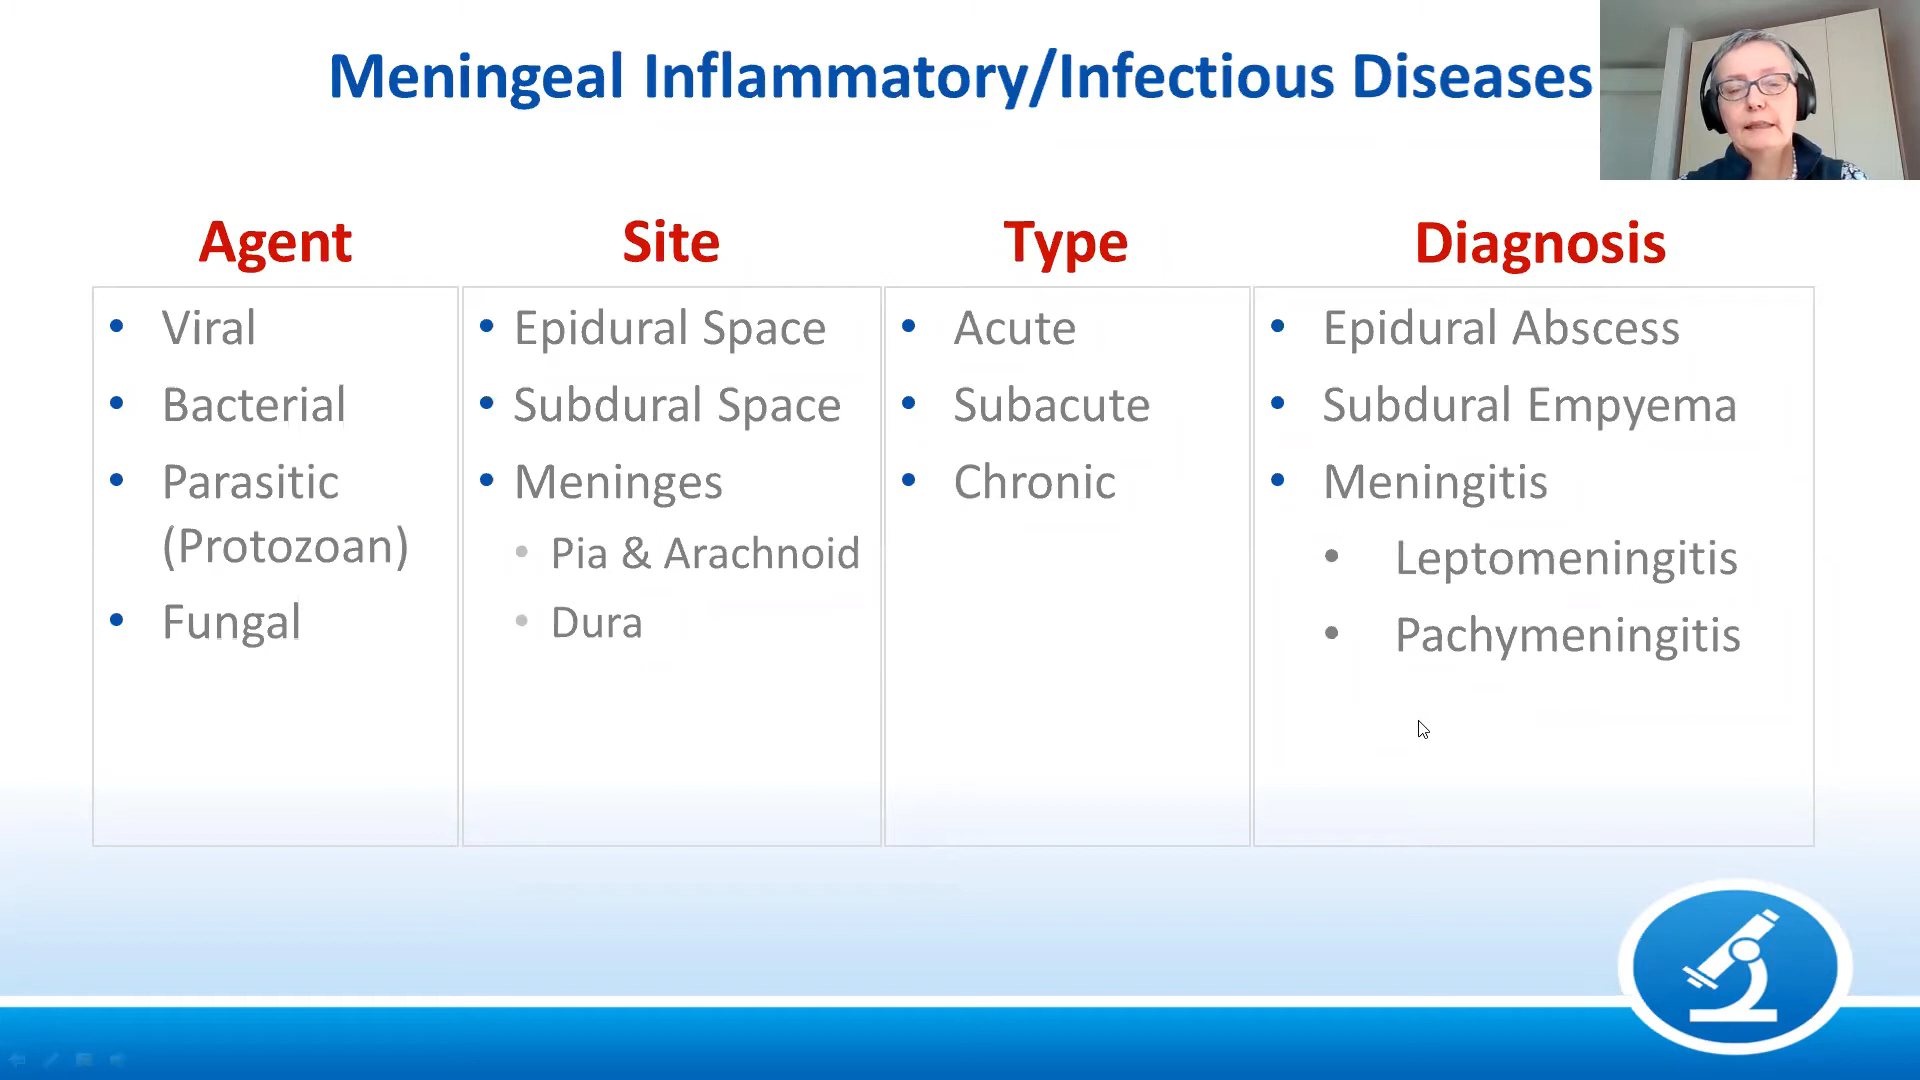 Meningeal Inflammatory/Infectious Diseases
Agent
• Viral
• Bacterial
• Parasitic
(Protozoan)
• Fungal
Site
• Epidural Space
• Subdural Space
• Meninges
• Pia & Arachnoid
• Dura
Type
• Acute
• Subacute
• Chronic
Diagnosis
• Epidural Abscess
• Subdural Empyema
• Meningitis
• Leptomeningitis
• Pachymeningitis